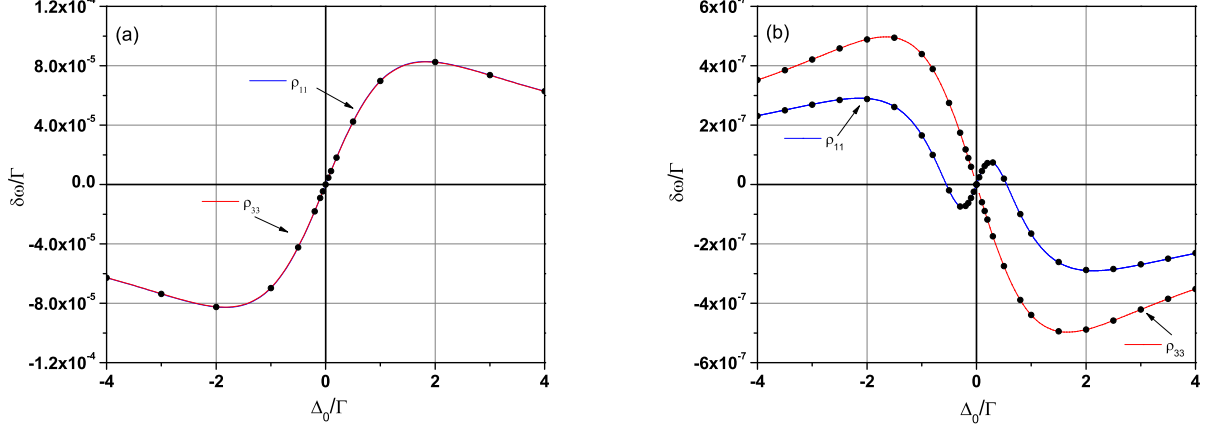 1.2x10⁻⁴
(a)
8.0x10⁻⁵
ρ₁₁
4.0x10⁻⁵
δω/Γ
0.0
ρ₃₃
-4.0x10⁻⁵
-8.0x10⁻⁵
-1.2x10⁻⁴
-4 -2 0 2 4
Δ₀/Γ
6x10⁻⁷
(b)
4x10⁻⁷
2x10⁻⁷
ρ₁₁
δω/Γ
0
-2x10⁻⁷
-4x10⁻⁷
ρ₃₃
-6x10⁻⁷
-4 -2 0 2 4
Δ₀/Γ